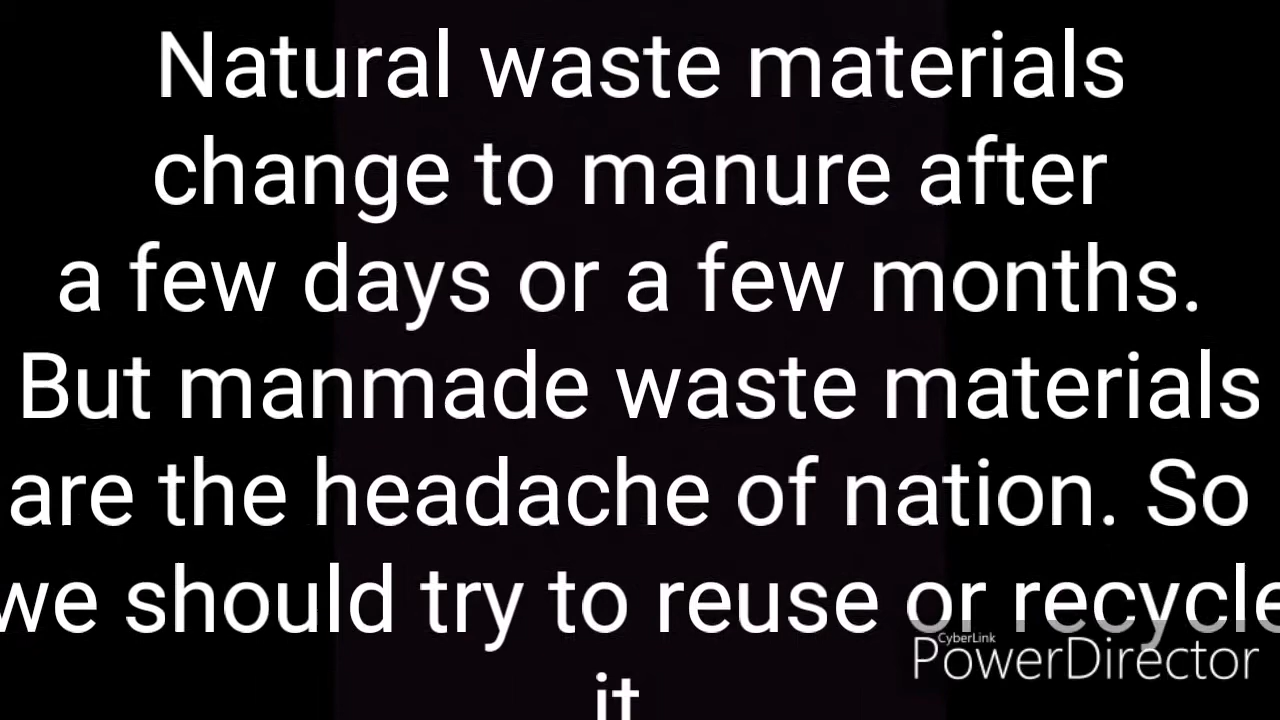 Natural waste materials
change to manure after
a few days or a few months.
But manmade waste materials
are the headache of nation. So
we should try to reuse or recycle
it
CyberLink
PowerDirector